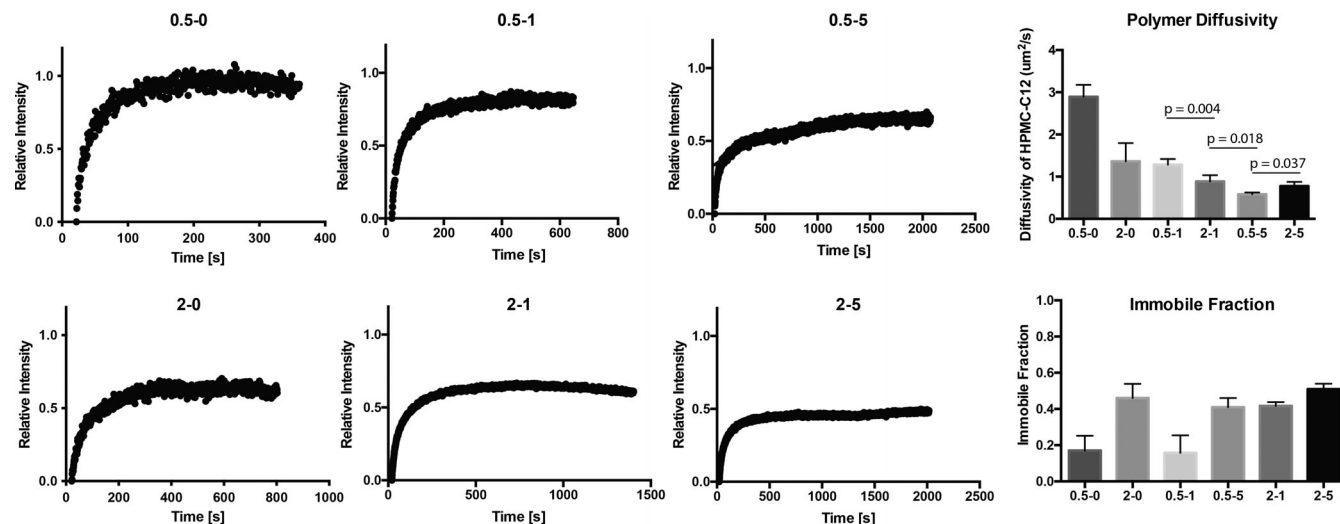 0.5-0
Relative Intensity
1.0
0.5
0.0
0 100 200 300 400
Time [s]
0.5-1
Relative Intensity
1.0
0.5
0.0
0 200 400 600 800
Time [s]
0.5-5
Relative Intensity
1.0
0.5
0.0
0 500 1000 1500 2000 2500
Time [s]
Polymer Diffusivity
Diffusivity of HPMC-C12 (um²/s)
4
3
2
1
0
p = 0.004
p = 0.018
p = 0.037
0.5-0 2-0 0.5-1 2-1 0.5-5 2-5
2-0
Relative Intensity
1.0
0.5
0.0
0 200 400 600 800 1000
Time [s]
2-1
Relative Intensity
1.0
0.5
0.0
0 500 1000 1500
Time [s]
2-5
Relative Intensity
1.0
0.5
0.0
0 500 1000 1500 2000 2500
Time [s]
Immobile Fraction
Immobile Fraction
1.0
0.8
0.6
0.4
0.2
0.0
0.5-0 2-0 0.5-1 0.5-5 2-1 2-5